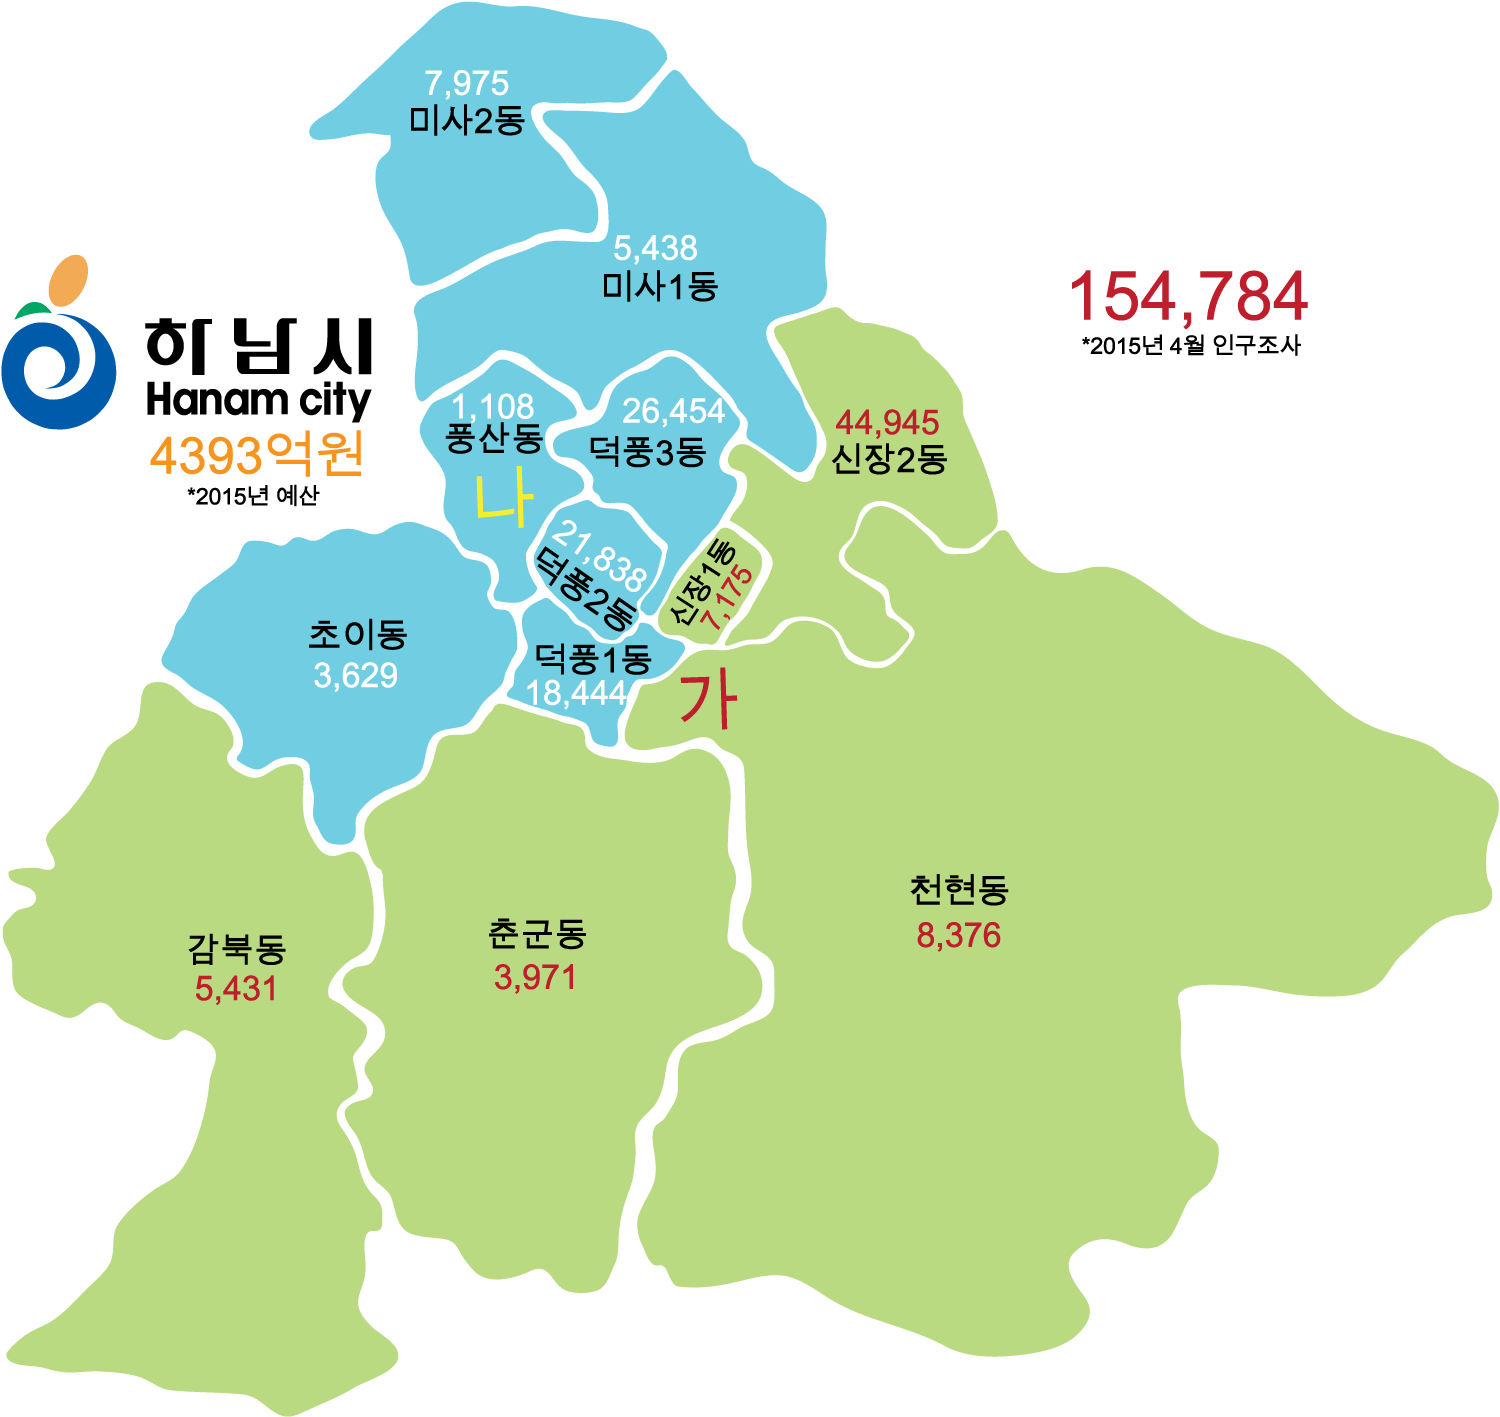 7,975
미사2동
5,438
미사1동
154,784
*2015년 4월 인구조사
하남시
Hanam city
4393억원
*2015년 예산
1,108
풍산동
나
26,454
덕풍3동
44,945
신장2동
21,838
덕풍2동
신장1동
7,175
초이동
3,629
덕풍1동
18,444
가
천현동
8,376
춘군동
3,971
감북동
5,431